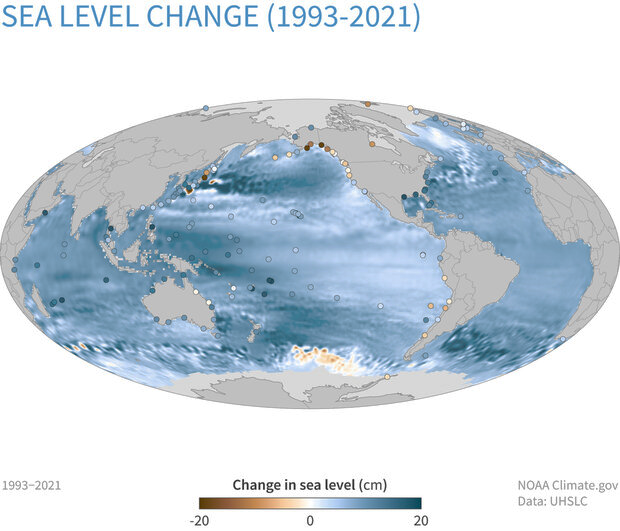 SEA LEVEL CHANGE (1993-2021)
1993–2021
Change in sea level (cm)
-20 0 20
NOAA Climate.gov
Data: UHSLC